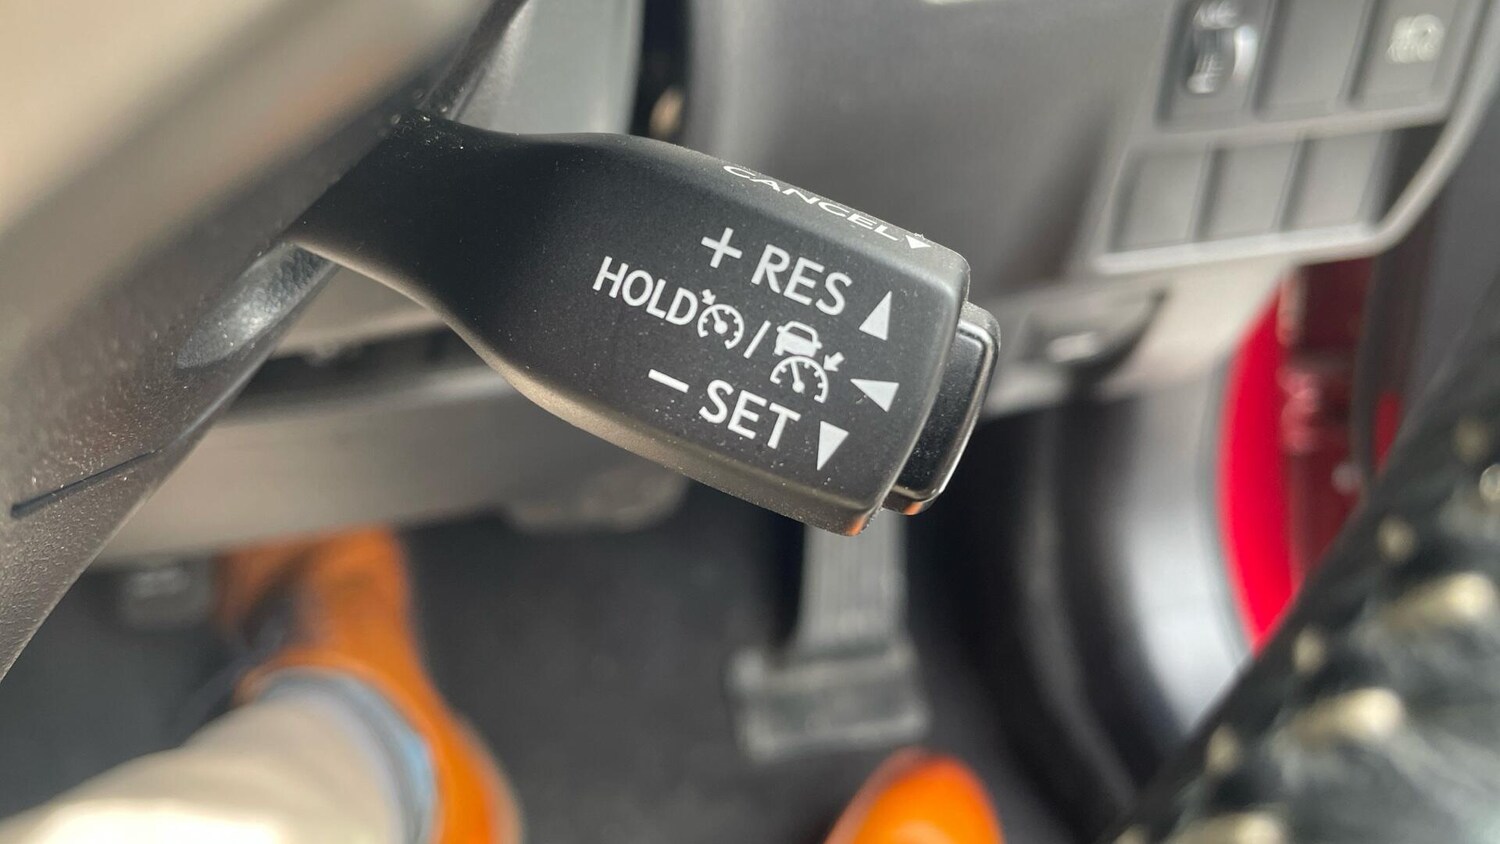 CANCEL
+ RES
HOLD /
− SET